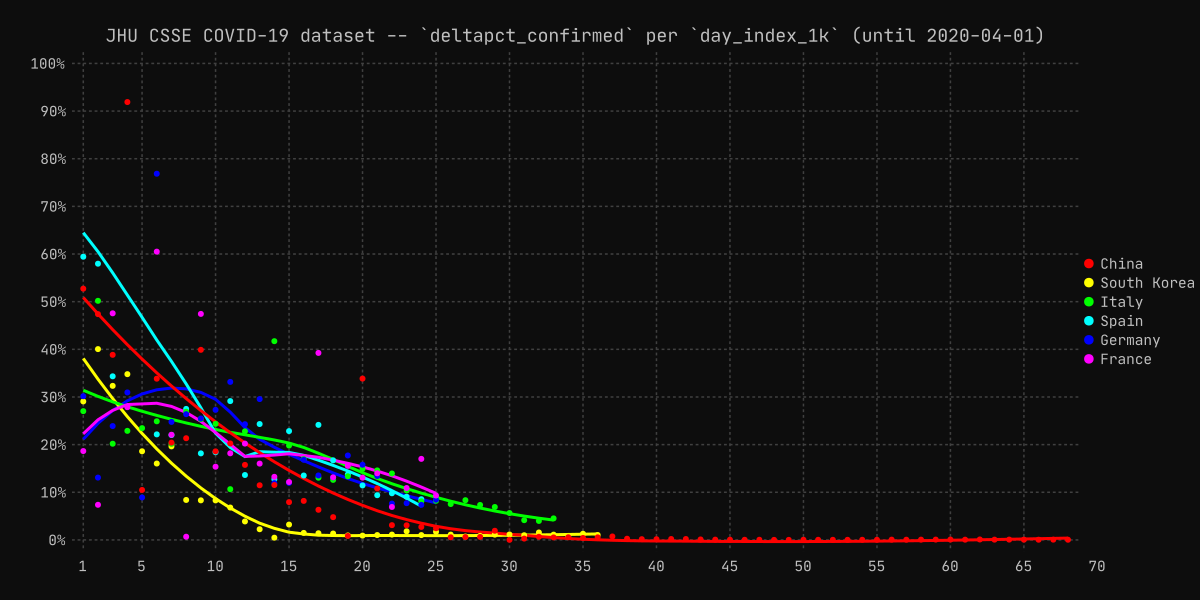 JHU CSSE COVID-19 dataset -- `deltapct_confirmed` per `day_index_1k` (until 2020-04-01)
100%
90%
80%
70%
60%
50%
40%
30%
20%
10%
0%
1 5 10 15 20 25 30 35 40 45 50 55 60 65 70
China
South Korea
Italy
Spain
Germany
France